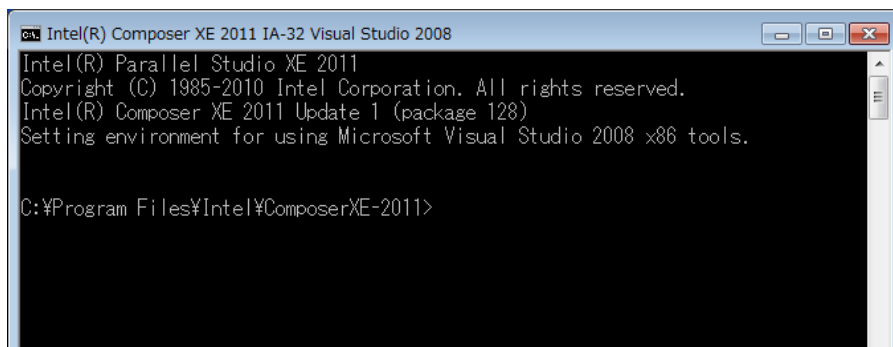 Intel(R) Composer XE 2011 IA-32 Visual Studio 2008
Intel(R) Parallel Studio XE 2011
Copyright (C) 1985-2010 Intel Corporation. All rights reserved.
Intel(R) Composer XE 2011 Update 1 (package 128)
Setting environment for using Microsoft Visual Studio 2008 x86 tools.
C:¥Program Files¥Intel¥ComposerXE-2011>